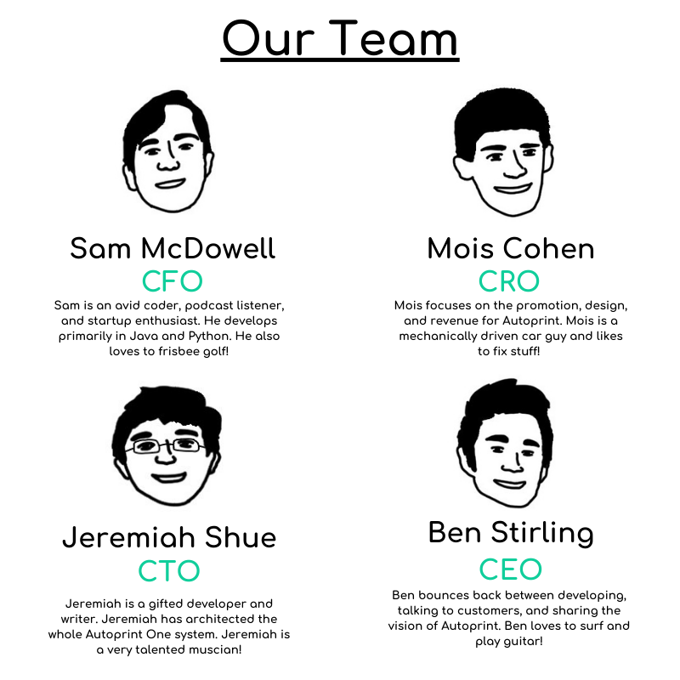 Our Team
Sam McDowell
CFO
Sam is an avid coder, podcast listener,
and startup enthusiast. He develops
primarily in Java and Python. He also
loves to frisbee golf!
Mois Cohen
CRO
Mois focuses on the promotion, design,
and revenue for Autoprint. Mois is a
mechanically driven car guy and likes
to fix stuff!
Jeremiah Shue
CTO
Jeremiah is a gifted developer and
writer. Jeremiah has architected the
whole Autoprint One system. Jeremiah is
a very talented muscian!
Ben Stirling
CEO
Ben bounces back between developing,
talking to customers, and sharing the
vision of Autoprint. Ben loves to surf and
play guitar!